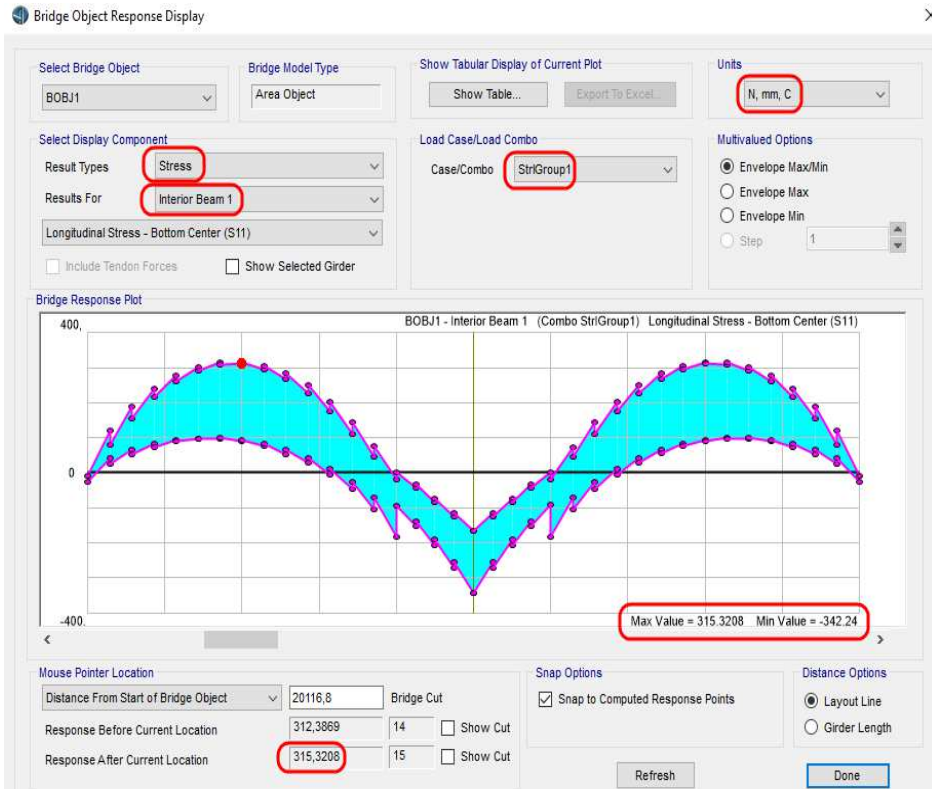 Bridge Object Response Display
Select Bridge Object
BOBJ1
Bridge Model Type
Area Object
Show Tabular Display of Current Plot
Show Table...
Export To Excel...
Units
N, mm, C
Select Display Component
Result Types
Stress
Results For
Interior Beam 1
Longitudinal Stress - Bottom Center (S11)
Include Tendon Forces
Show Selected Girder
Load Case/Load Combo
Case/Combo
StrIGroup1
Multivalued Options
Envelope Max/Min
Envelope Max
Envelope Min
Step
1
Bridge Response Plot
400,
BOBJ1 - Interior Beam 1 (Combo StrIGroup1) Longitudinal Stress - Bottom Center (S11)
0
-400.
Max Value = 315.3208 Min Value = -342.24
Mouse Pointer Location
Distance From Start of Bridge Object
20116,8
Bridge Cut
Response Before Current Location
312,3869
14
Show Cut
Response After Current Location
315,3208
15
Show Cut
Snap Options
Snap to Computed Response Points
Distance Options
Layout Line
Girder Length
Refresh
Done